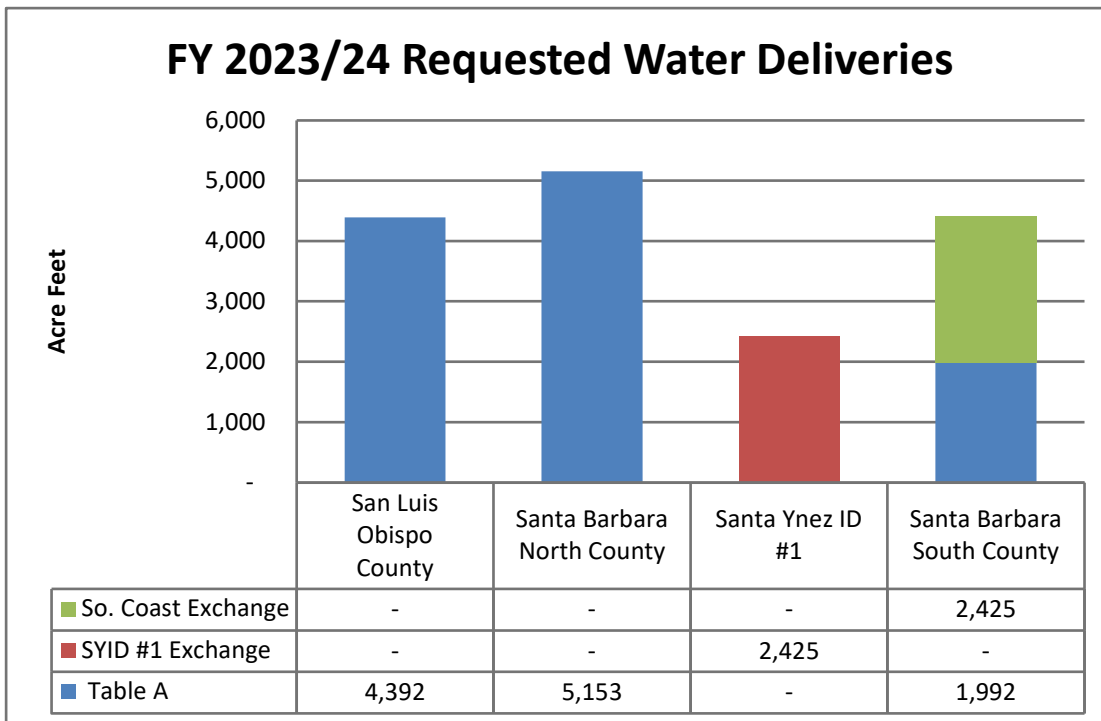 FY 2023/24 Requested Water Deliveries
Acre Feet
6,000
5,000
4,000
3,000
2,000
1,000
-
San Luis
Obispo
County
Santa Barbara
North County
Santa Ynez ID
#1
Santa Barbara
South County
So. Coast Exchange - - - 2,425
SYID #1 Exchange - - 2,425 -
Table A 4,392 5,153 - 1,992